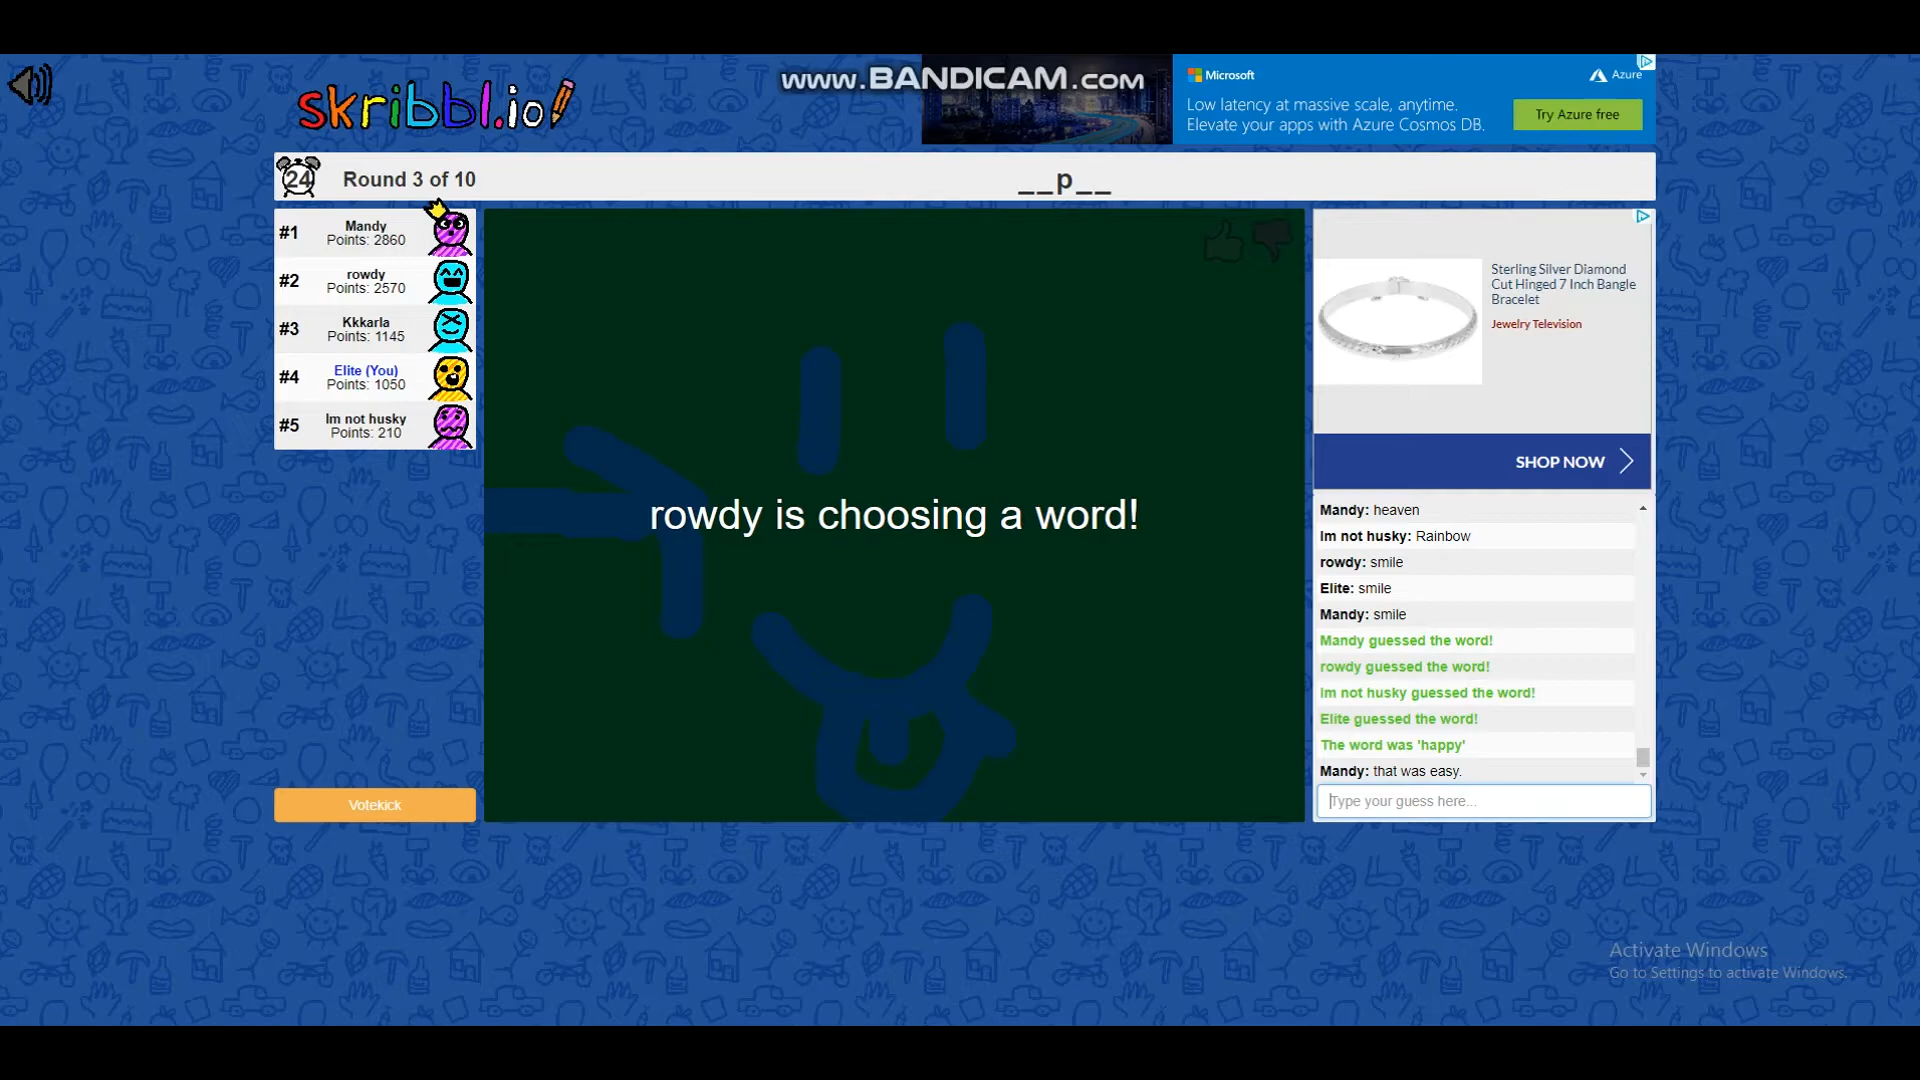 www.BANDICAM.com
skribbl.io
Microsoft
Azure
Low latency at massive scale, anytime.
Elevate your apps with Azure Cosmos DB.
Try Azure free
24
Round 3 of 10
__p__
#1
Mandy
Points: 2860
#2
rowdy
Points: 2570
#3
Kkkarla
Points: 1145
#4
Elite (You)
Points: 1050
#5
Im not husky
Points: 210
Votekick
rowdy is choosing a word!
Sterling Silver Diamond
Cut Hinged 7 Inch Bangle
Bracelet
Jewelry Television
SHOP NOW
Mandy: heaven
Im not husky: Rainbow
rowdy: smile
Elite: smile
Mandy: smile
Mandy guessed the word!
rowdy guessed the word!
Im not husky guessed the word!
Elite guessed the word!
The word was 'happy'
Mandy: that was easy.
Type your guess here...
Activate Windows
Go to Settings to activate Windows.